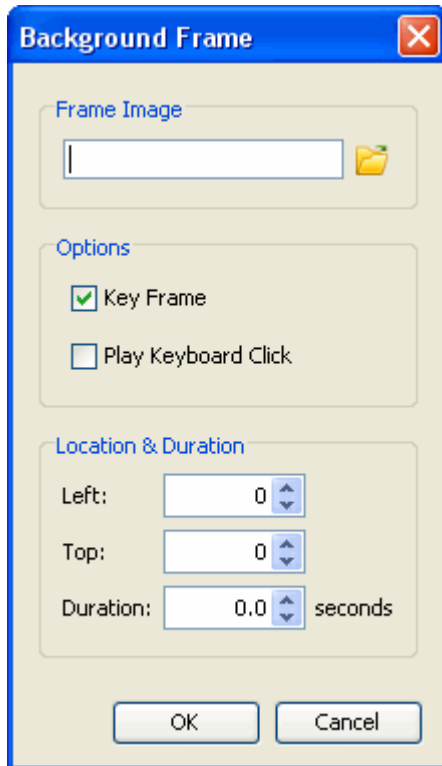 Background Frame
Frame Image
Options
Key Frame
Play Keyboard Click
Location & Duration
Left: 0
Top: 0
Duration: 0.0 seconds
OK Cancel